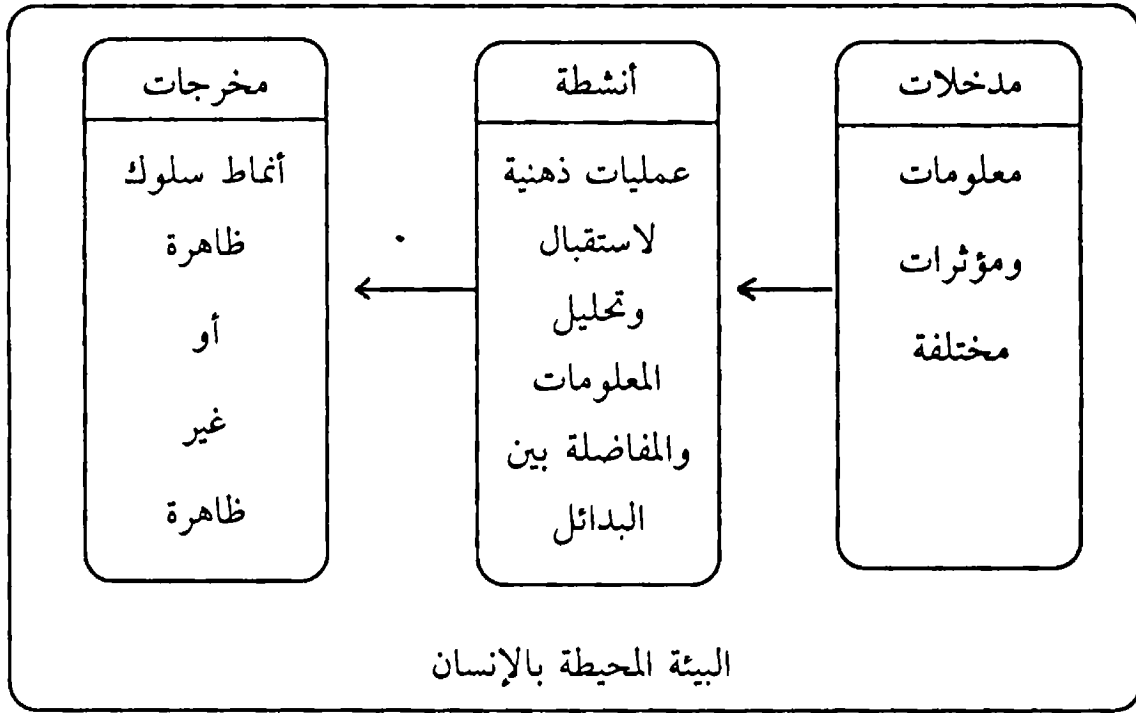 مدخلات
معلومات
ومؤثرات
مختلفة
أنشطة
عمليات ذهنية
لاستقبال
وتحليل
المعلومات
والمفاضلة بين
البدائل
مخرجات
أنماط سلوك
ظاهرة
أو
غير
ظاهرة
البيئة المحيطة بالإنسان